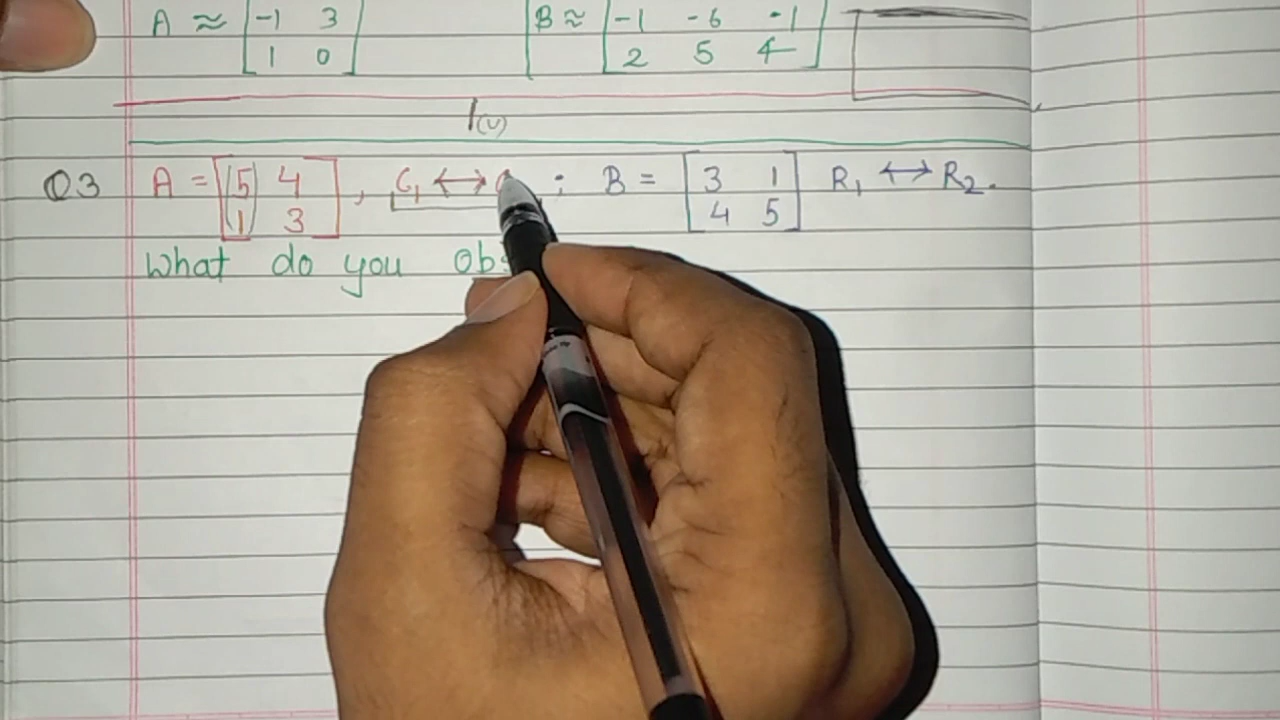 A ≈ [-1 3 B ≈ [-1 -6 -1
1 0] 2 5 4]
1(v)
Q3 A = [5 4 , C1 ↔ ; B = [3 1 R1 ↔ R2.
1 3] 4 5]
What do you